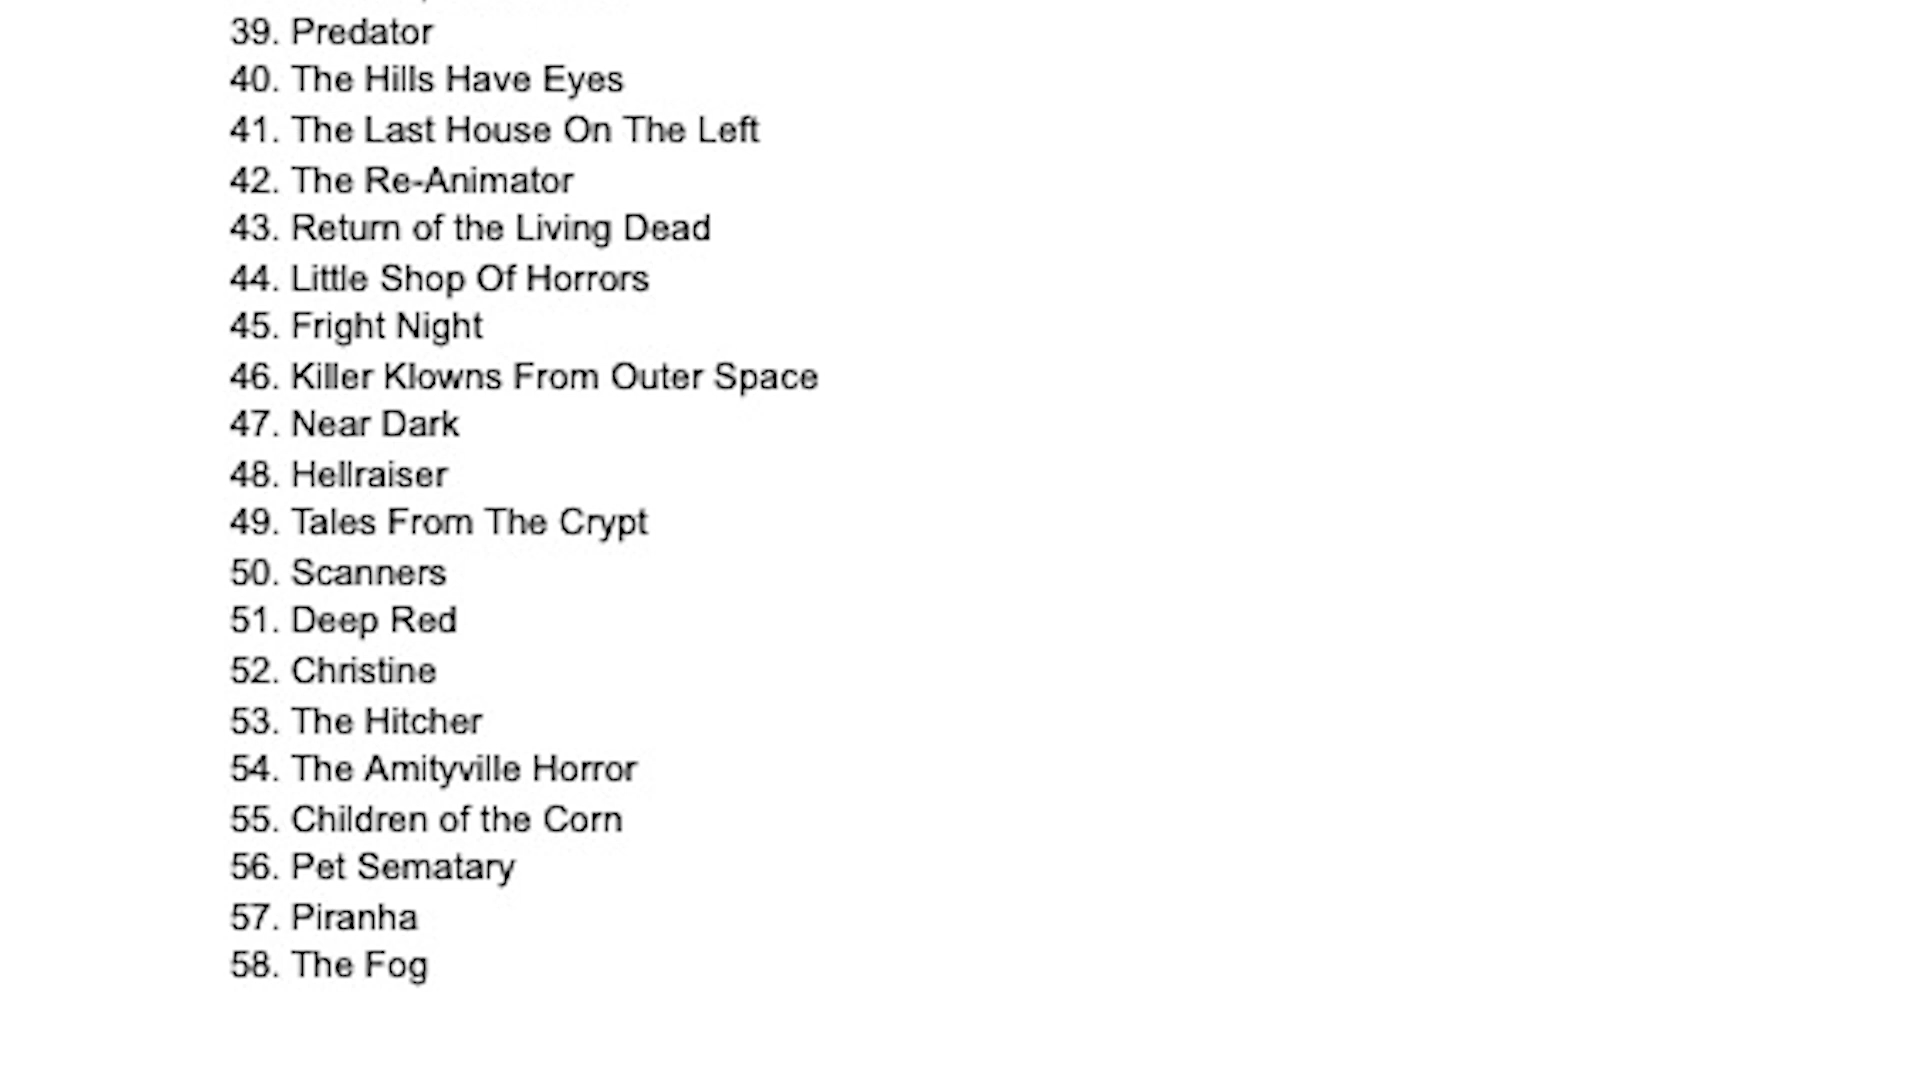 39. Predator
40. The Hills Have Eyes
41. The Last House On The Left
42. The Re-Animator
43. Return of the Living Dead
44. Little Shop Of Horrors
45. Fright Night
46. Killer Klowns From Outer Space
47. Near Dark
48. Hellraiser
49. Tales From The Crypt
50. Scanners
51. Deep Red
52. Christine
53. The Hitcher
54. The Amityville Horror
55. Children of the Corn
56. Pet Sematary
57. Piranha
58. The Fog